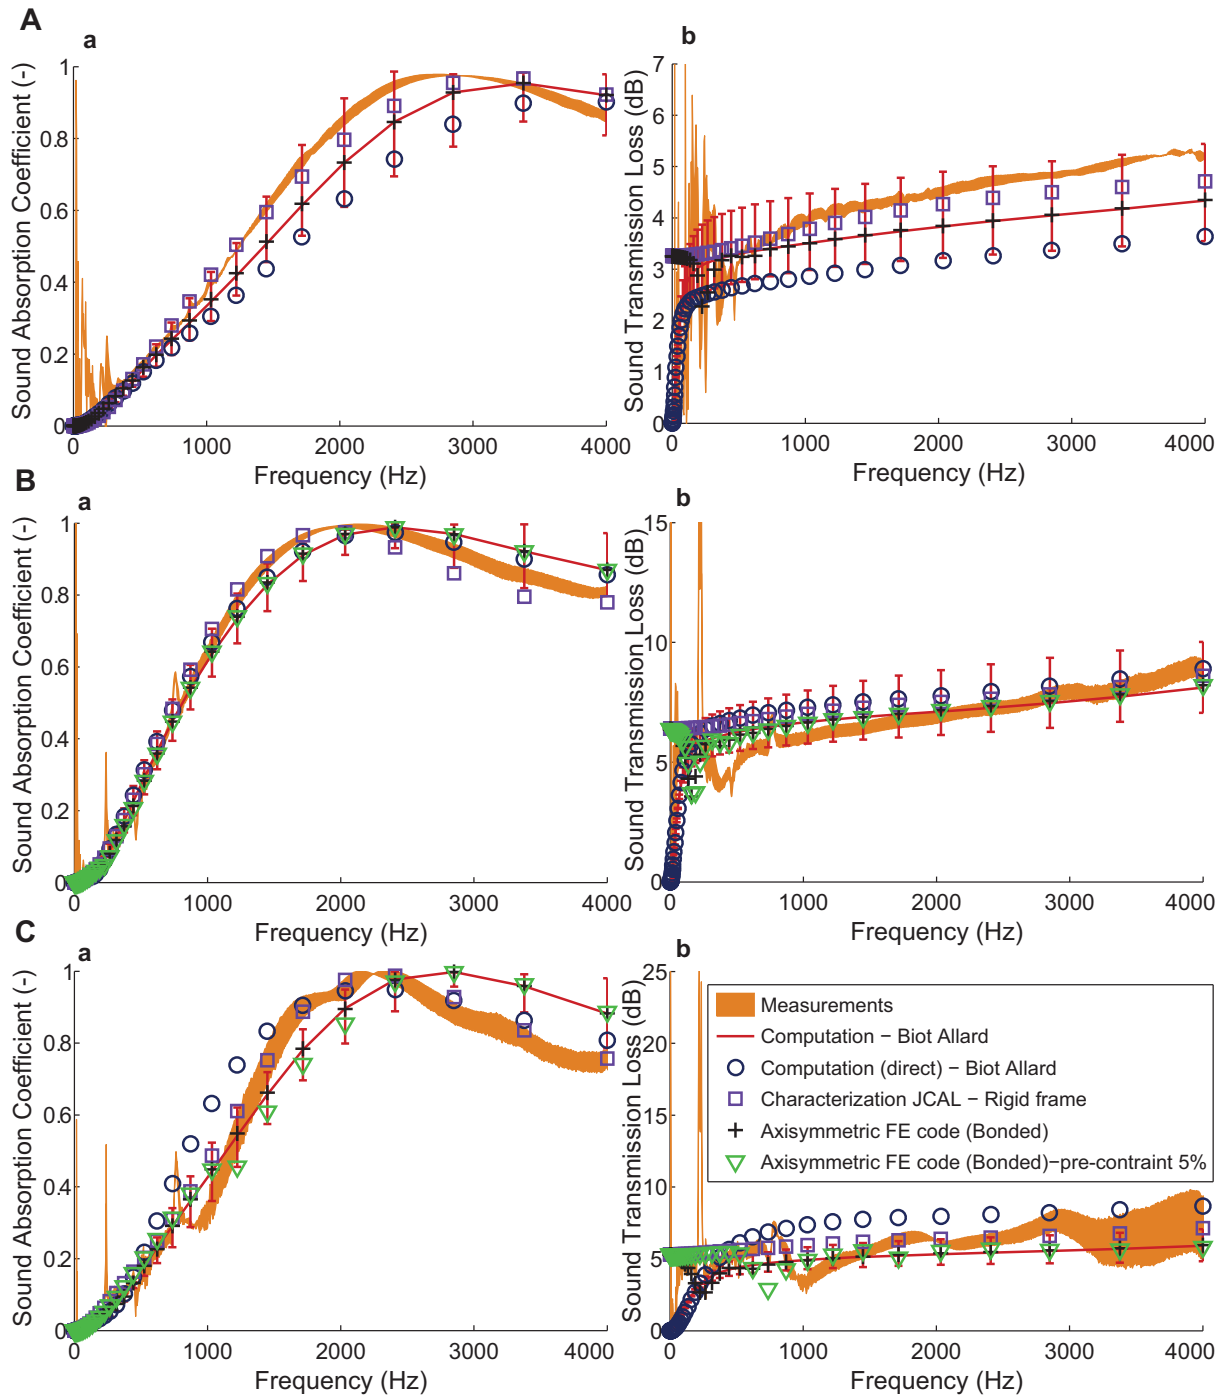 A
a
b
Sound Absorption Coefficient (-)
1
0.8
0.6
0.4
0.2
0
0
1000
2000
3000
4000
Frequency (Hz)
Sound Transmission Loss (dB)
7
6
5
4
3
2
1
0
0
1000
2000
3000
4000
Frequency (Hz)
B
a
b
Sound Absorption Coefficient (-)
1
0.8
0.6
0.4
0.2
0
0
1000
2000
3000
4000
Frequency (Hz)
Sound Transmission Loss (dB)
15
10
5
0
0
1000
2000
3000
4000
Frequency (Hz)
C
a
b
Sound Absorption Coefficient (-)
1
0.8
0.6
0.4
0.2
0
0
1000
2000
3000
4000
Frequency (Hz)
Sound Transmission Loss (dB)
25
20
15
10
5
0
0
1000
2000
3000
4000
Frequency (Hz)
Measurements
Computation − Biot Allard
Computation (direct) − Biot Allard
Characterization JCAL − Rigid frame
Axisymmetric FE code (Bonded)
Axisymmetric FE code (Bonded)−pre-contraint 5%